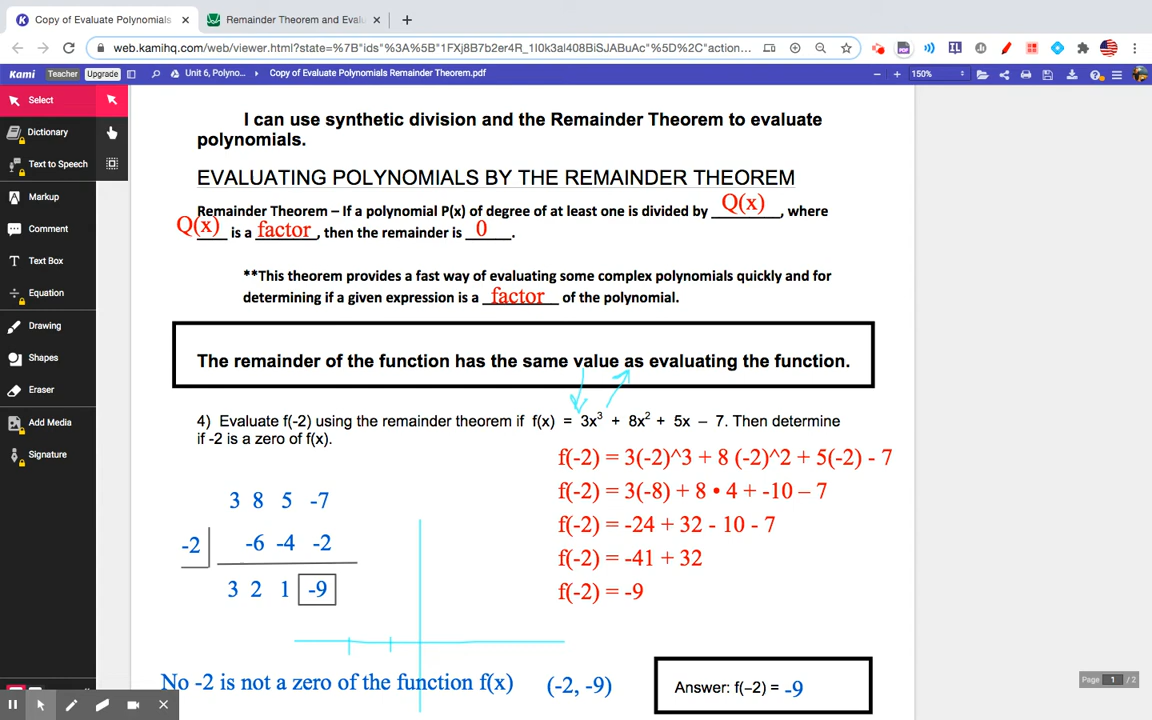 Copy of Evaluate Polynomials
Remainder Theorem and Eval
web.kamihq.com/web/viewer.html?state=%7B"ids"%3A%5B"1FXj8B7b2er4R_1I0k3al408BiSJABuAc"%5D%2C"action...
Kami Teacher Upgrade Unit 6, Polyno... Copy of Evaluate Polynomials Remainder Theorem.pdf 150%
Select
Dictionary
Text to Speech
Markup
Comment
Text Box
Equation
Drawing
Shapes
Eraser
Add Media
Signature
I can use synthetic division and the Remainder Theorem to evaluate
polynomials.
EVALUATING POLYNOMIALS BY THE REMAINDER THEOREM
Remainder Theorem – If a polynomial P(x) of degree of at least one is divided by Q(x), where
Q(x) is a factor, then the remainder is 0.
**This theorem provides a fast way of evaluating some complex polynomials quickly and for
determining if a given expression is a factor of the polynomial.
The remainder of the function has the same value as evaluating the function.
4) Evaluate f(-2) using the remainder theorem if f(x) = 3x³ + 8x² + 5x – 7. Then determine
if -2 is a zero of f(x).
f(-2) = 3(-2)^3 + 8 (-2)^2 + 5(-2) - 7
f(-2) = 3(-8) + 8 • 4 + -10 – 7
f(-2) = -24 + 32 - 10 - 7
f(-2) = -41 + 32
f(-2) = -9
3 8 5 -7
-2 -6 -4 -2
3 2 1 -9
No -2 is not a zero of the function f(x) (-2, -9)
Answer: f(–2) = -9
Page 1 / 2